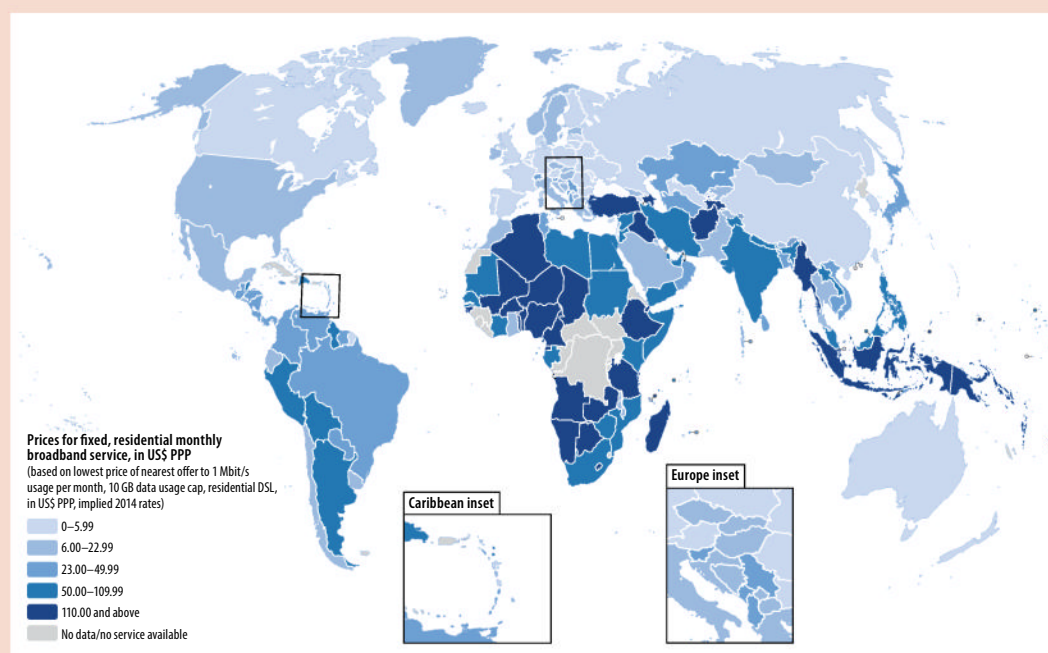 Prices for fixed, residential monthly
broadband service, in US$ PPP
(based on lowest price of nearest offer to 1 Mbit/s
usage per month, 10 GB data usage cap, residential DSL,
in US$ PPP, implied 2014 rates)
0–5.99
6.00–22.99
23.00–49.99
50.00–109.99
110.00 and above
No data/no service available
Caribbean inset
Europe inset